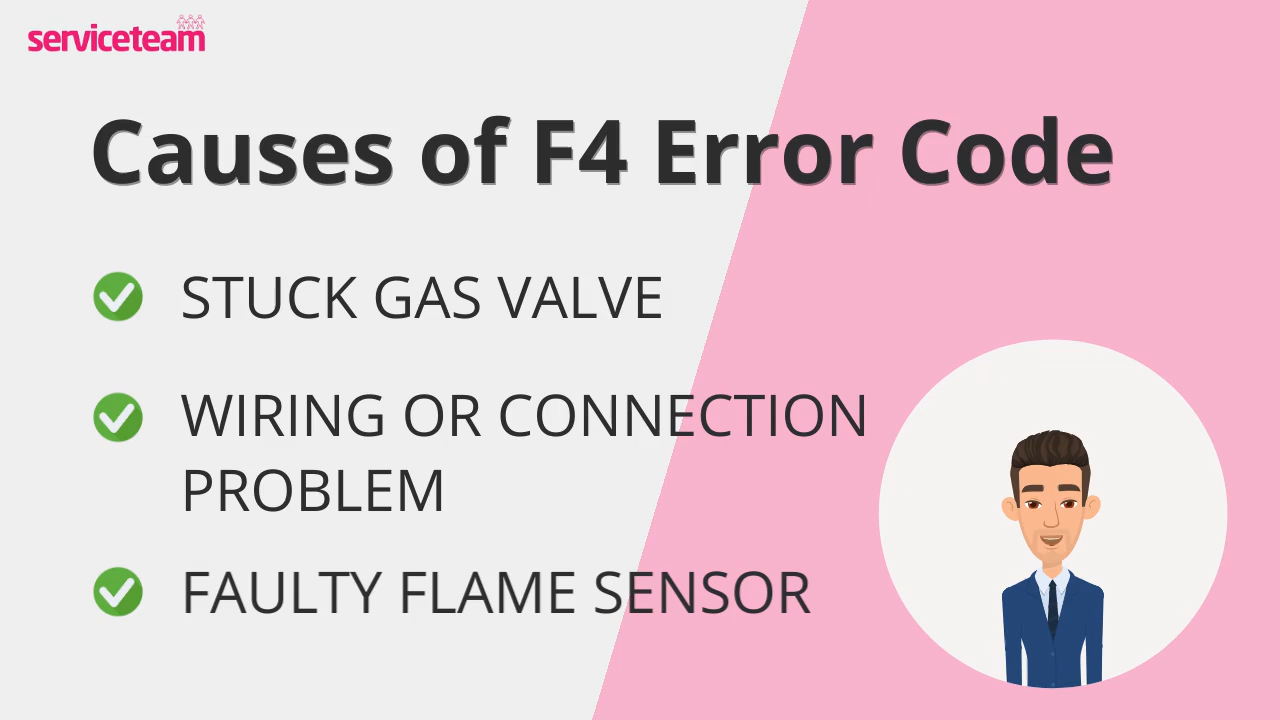 serviceteam
Causes of F4 Error Code
STUCK GAS VALVE
WIRING OR CONNECTION
PROBLEM
FAULTY FLAME SENSOR